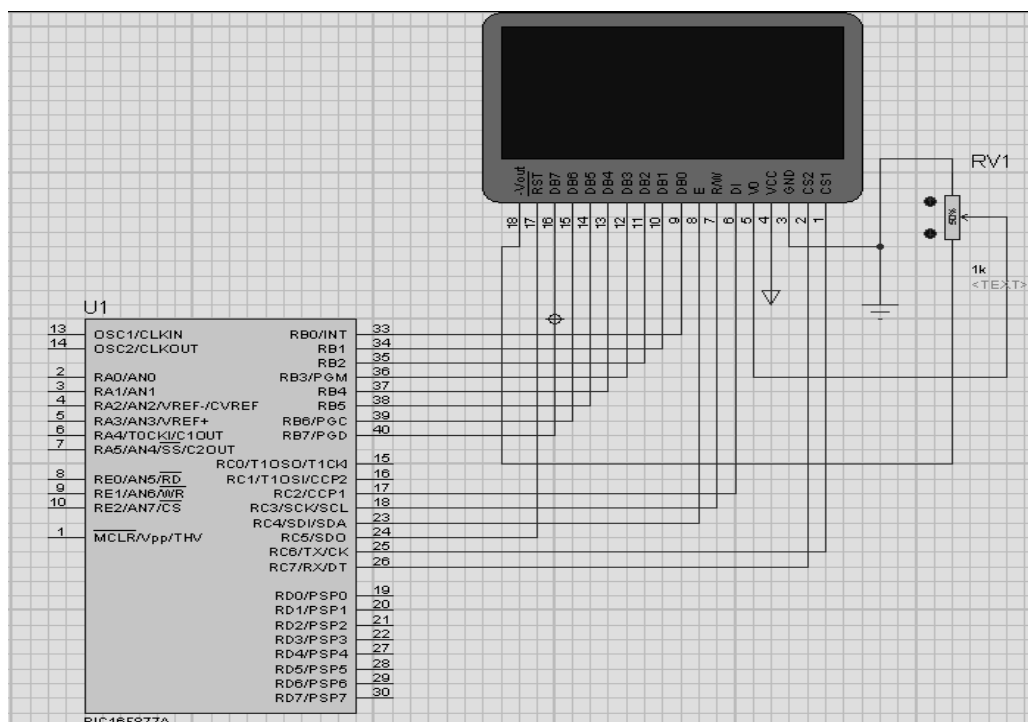 -Vout RST DB7 DB6 DB5 DB4 DB3 DB2 DB1 DB0 E R/W DI V0 VCC GND CS2 CS1
18 17 16 15 14 13 12 11 10 9 8 7 6 5 4 3 2 1
RV1
50%
1k
<TEXT>
U1
13 OSC1/CLKIN RB0/INT 33
14 OSC2/CLKOUT RB1 34
RB2 35
2 RA0/AN0 RB3/PGM 36
3 RA1/AN1 RB4 37
4 RA2/AN2/VREF-/CVREF RB5 38
5 RA3/AN3/VREF+ RB6/PGC 39
6 RA4/T0CKI/C1OUT RB7/PGD 40
7 RA5/AN4/SS/C2OUT
RC0/T1OSO/T1CKI 15
8 RE0/AN5/RD RC1/T1OSI/CCP2 16
9 RE1/AN6/WR RC2/CCP1 17
10 RE2/AN7/CS RC3/SCK/SCL 18
RC4/SDI/SDA 23
1 MCLR/Vpp/THV RC5/SDO 24
RC6/TX/CK 25
RC7/RX/DT 26
RD0/PSP0 19
RD1/PSP1 20
RD2/PSP2 21
RD3/PSP3 22
RD4/PSP4 27
RD5/PSP5 28
RD6/PSP6 29
RD7/PSP7 30
PIC16F877A